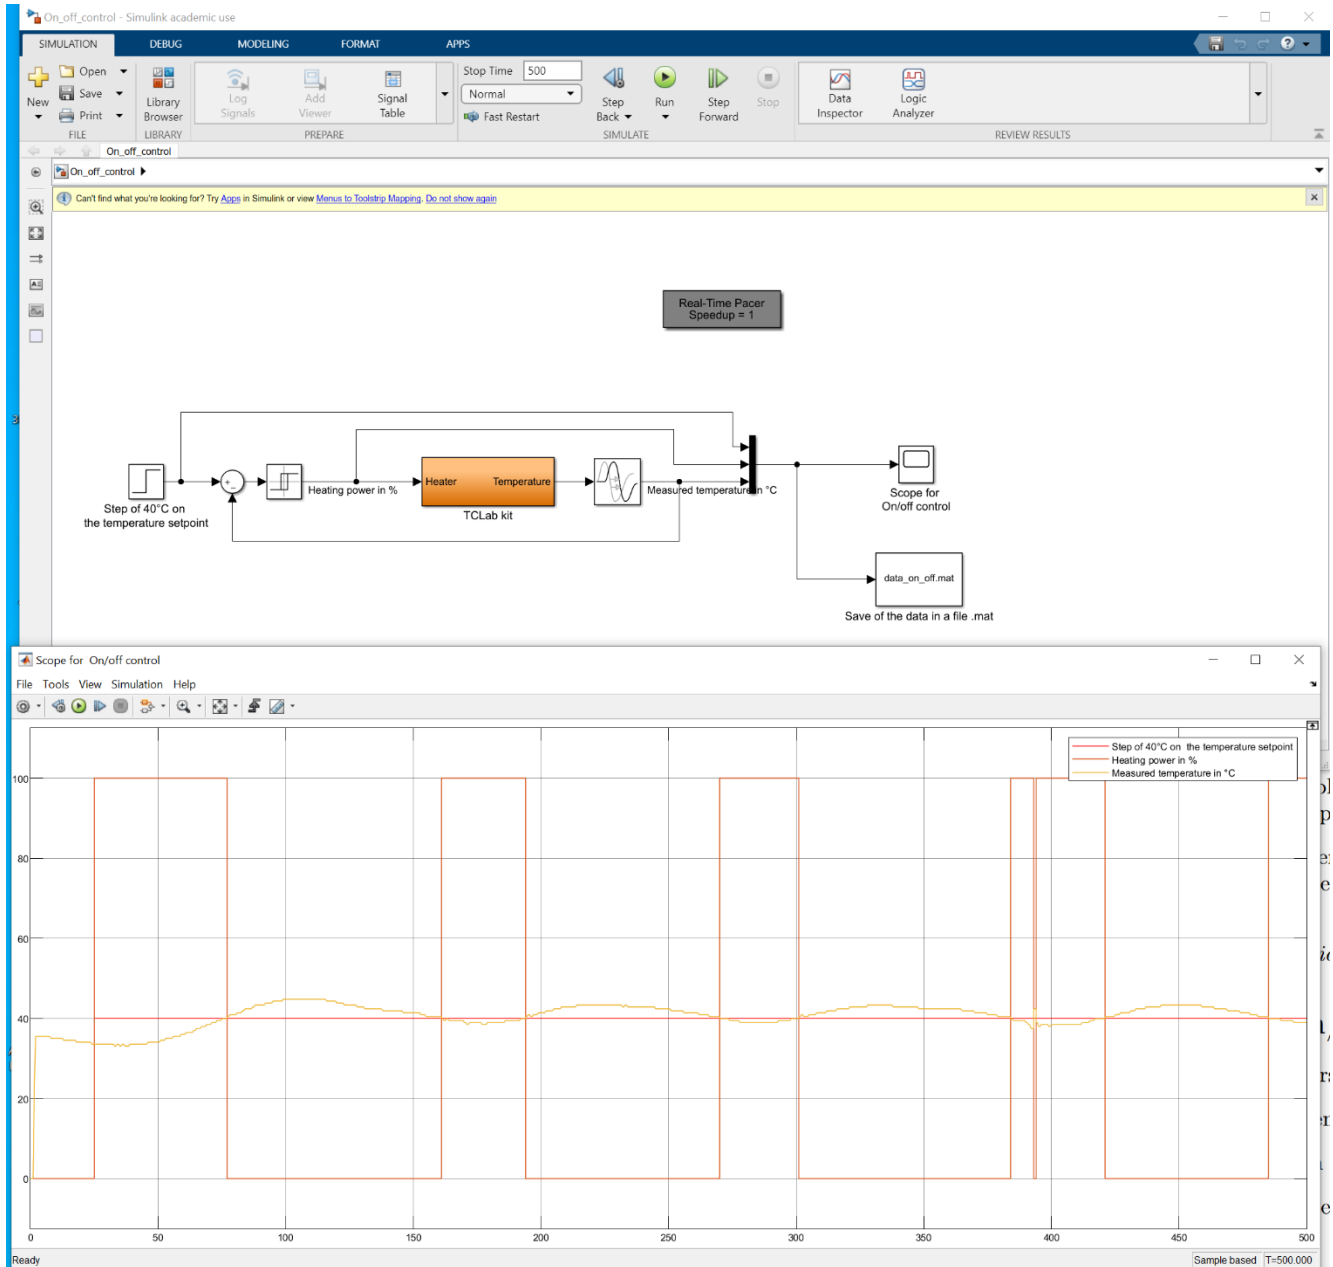 On_off_control - Simulink academic use
SIMULATION DEBUG MODELING FORMAT APPS
New
Open
Save
Print
FILE
Library Browser
LIBRARY
Log Signals
Add Viewer
Signal Table
PREPARE
Stop Time 500
Normal
Fast Restart
Step Back
Run
Step Forward
Stop
SIMULATE
Data Inspector
Logic Analyzer
REVIEW RESULTS
On_off_control
On_off_control
Can't find what you're looking for? Try Apps in Simulink or view Menus to Toolstrip Mapping. Do not show again
Real-Time Pacer
Speedup = 1
Step of 40°C on
the temperature setpoint
Heating power in %
Heater Temperature
TCLab kit
Measured temperature in °C
Scope for
On/off control
data_on_off.mat
Save of the data in a file .mat
Scope for On/off control
File Tools View Simulation Help
Step of 40°C on the temperature setpoint
Heating power in %
Measured temperature in °C
100
80
60
40
20
0
0 50 100 150 200 250 300 350 400 450 500
Ready
Sample based T=500.000